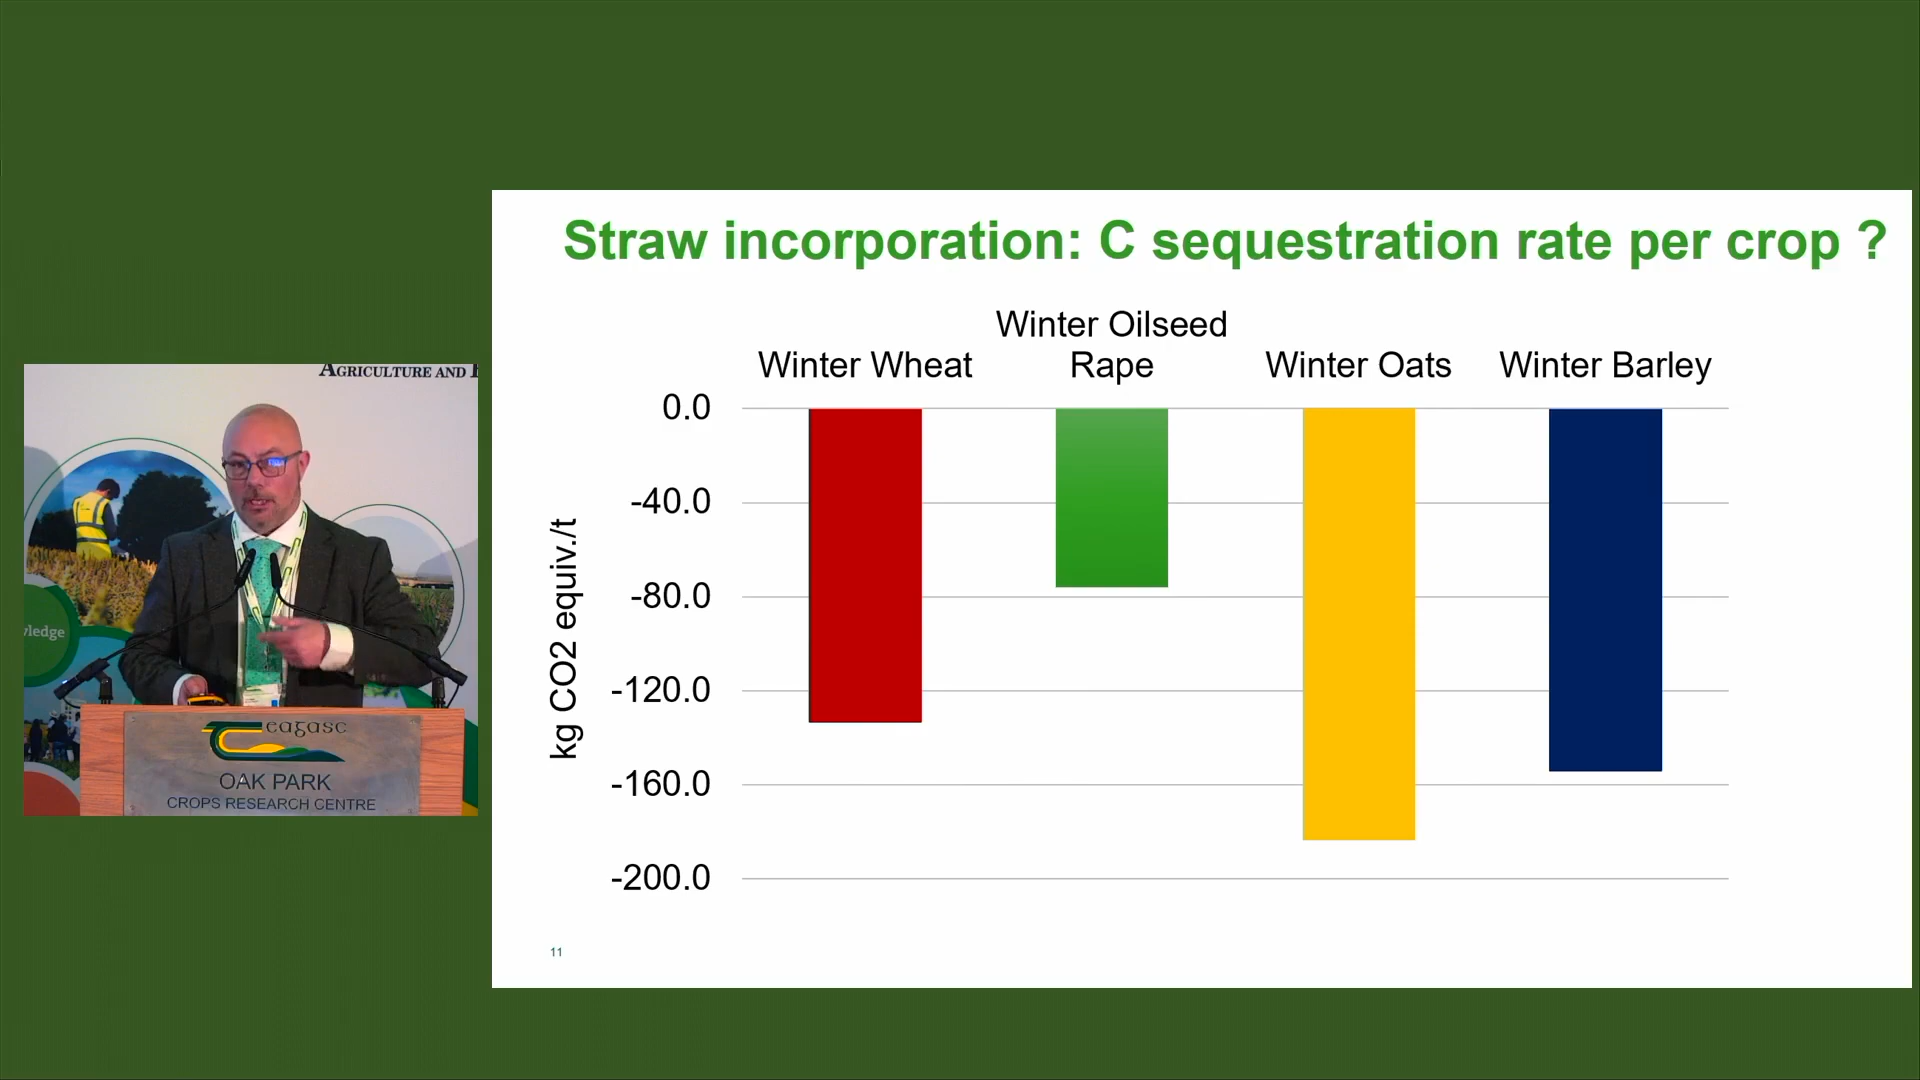 Straw incorporation: C sequestration rate per crop ?
Winter Wheat
Winter Oilseed
Rape
Winter Oats
Winter Barley
0.0
-40.0
-80.0
-120.0
-160.0
-200.0
kg CO2 equiv./t
11
AGRICULTURE AND
ledge
eagasc
OAK PARK
CROPS RESEARCH CENTRE